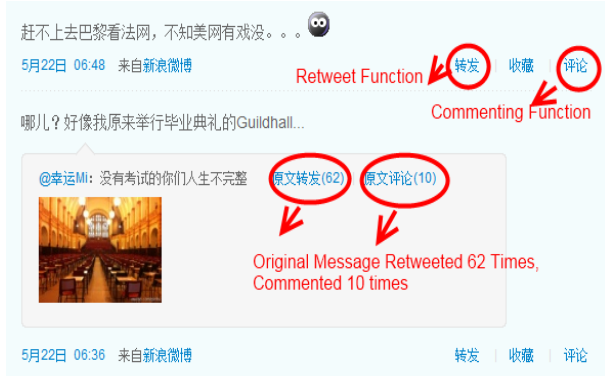 赶不上去巴黎看法网，不知美网有戏没。。。
5月22日 06:48 来自新浪微博 转发 收藏 评论
Retweet Function
Commenting Function
哪儿？好像我原来举行毕业典礼的Guildhall...
@幸运Mi：没有考试的你们人生不完整 原文转发(62) 原文评论(10)
Original Message Retweeted 62 Times,
Commented 10 times
5月22日 06:36 来自新浪微博 转发 收藏 评论